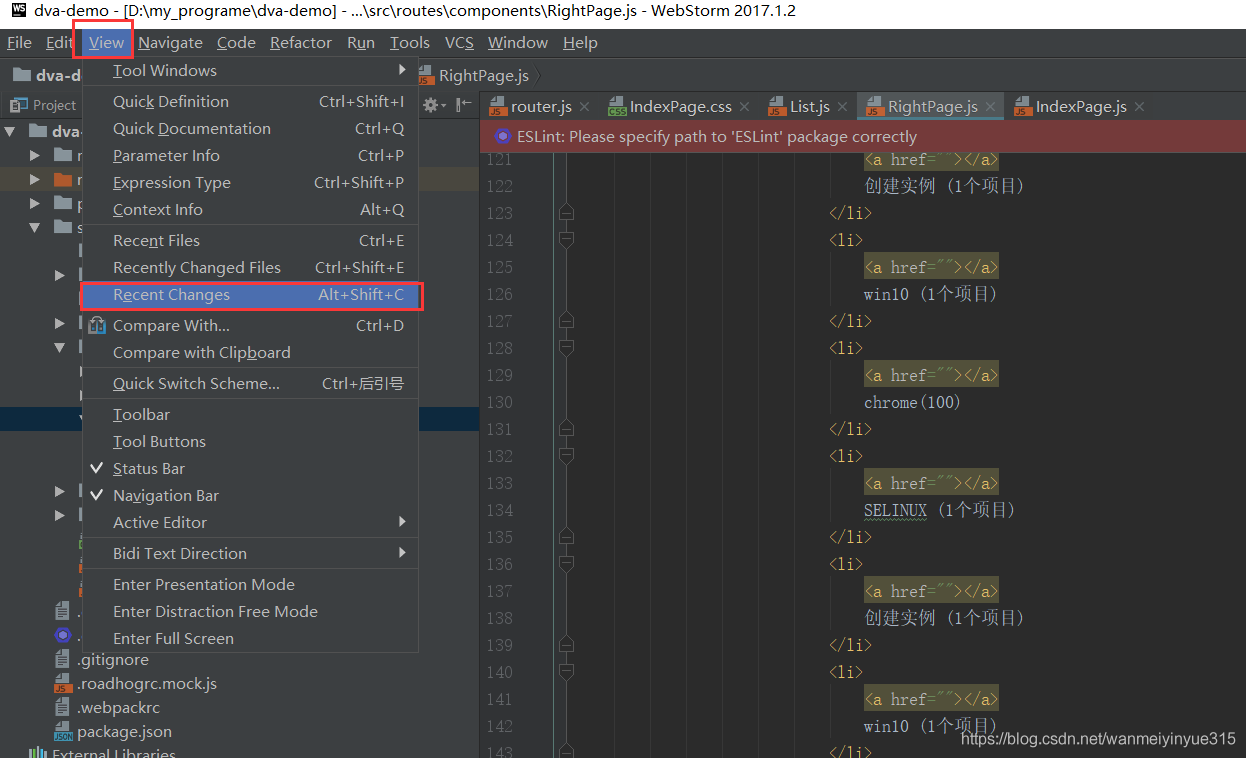 WS dva-demo - [D:\my_programe\dva-demo] - ...\src\routes\components\RightPage.js - WebStorm 2017.1.2
File Edit View Navigate Code Refactor Run Tools VCS Window Help
dva-d RightPage.js
Project router.js IndexPage.css List.js RightPage.js IndexPage.js
ESLint: Please specify path to 'ESLint' package correctly
dva-
Tool Windows
Quick Definition Ctrl+Shift+I
Quick Documentation Ctrl+Q
Parameter Info Ctrl+P
Expression Type Ctrl+Shift+P
Context Info Alt+Q
Recent Files Ctrl+E
Recently Changed Files Ctrl+Shift+E
Recent Changes Alt+Shift+C
Compare With... Ctrl+D
Compare with Clipboard
Quick Switch Scheme... Ctrl+后引号
Toolbar
Tool Buttons
Status Bar
Navigation Bar
Active Editor
Bidi Text Direction
Enter Presentation Mode
Enter Distraction Free Mode
Enter Full Screen
.gitignore
.roadhogrc.mock.js
.webpackrc
package.json
External Libraries
121 <a href=""></a>
122 创建实例 (1个项目)
123 </li>
124 <li>
125 <a href=""></a>
126 win10 (1个项目)
127 </li>
128 <li>
129 <a href=""></a>
130 chrome(100)
131 </li>
132 <li>
133 <a href=""></a>
134 SELINUX (1个项目)
135 </li>
136 <li>
137 <a href=""></a>
138 创建实例 (1个项目)
139 </li>
140 <li>
141 <a href=""></a>
142 win10 (1个项目)
143 </li>
https://blog.csdn.net/wanmeiyinyue315